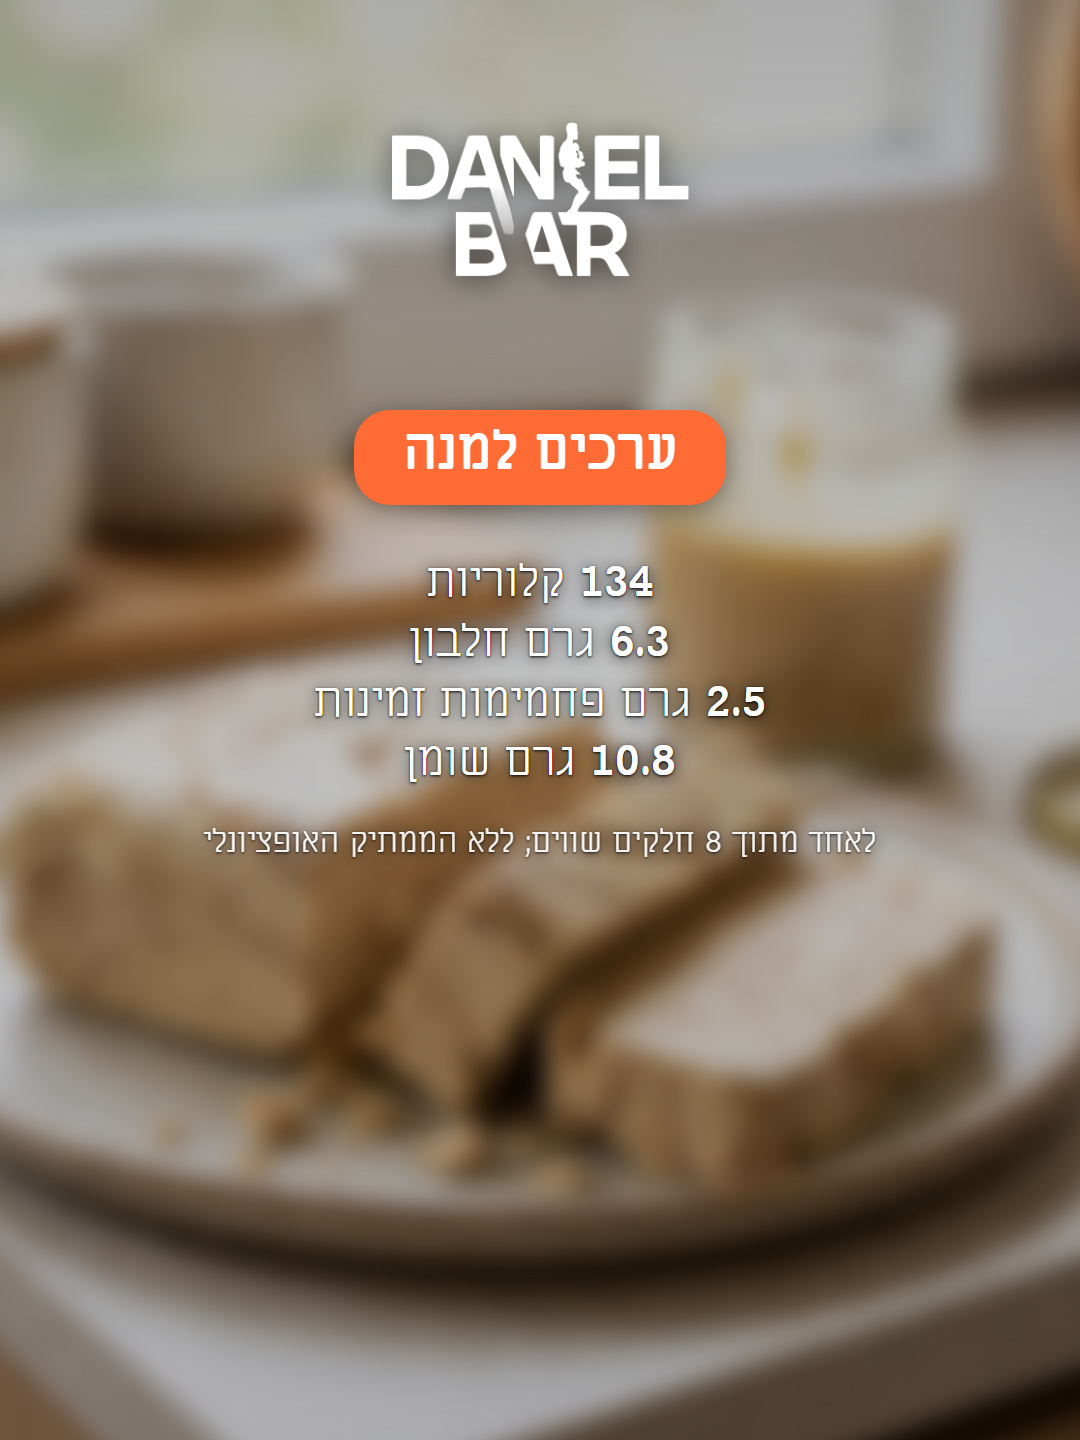 DANIEL
BAR
ערכים למנה
134 קלוריות
6.3 גרם חלבון
2.5 גרם פחמימות זמינות
10.8 גרם שומן
לאחד מתוך 8 חלקים שווים; ללא הממתיק האופציונלי